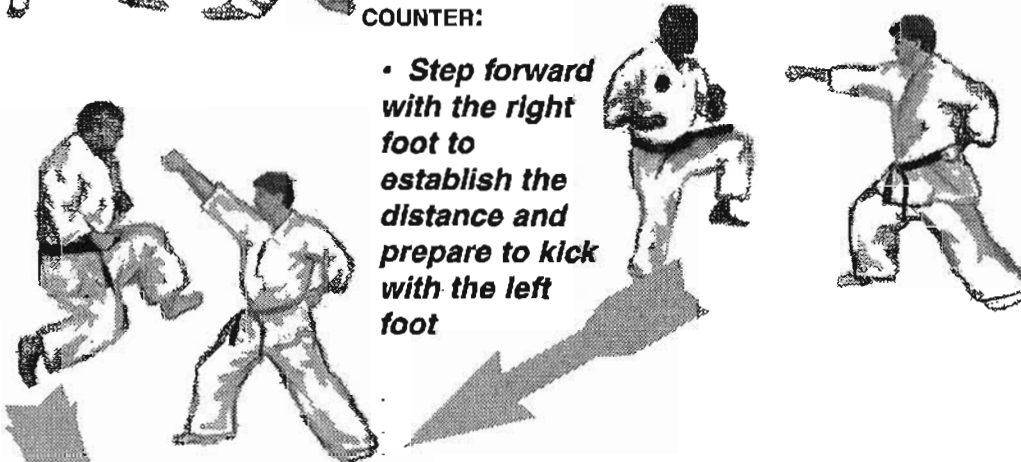 COUNTER:
• Step forward
with the right
foot to
establish the
distance and
prepare to kick
with the left
foot